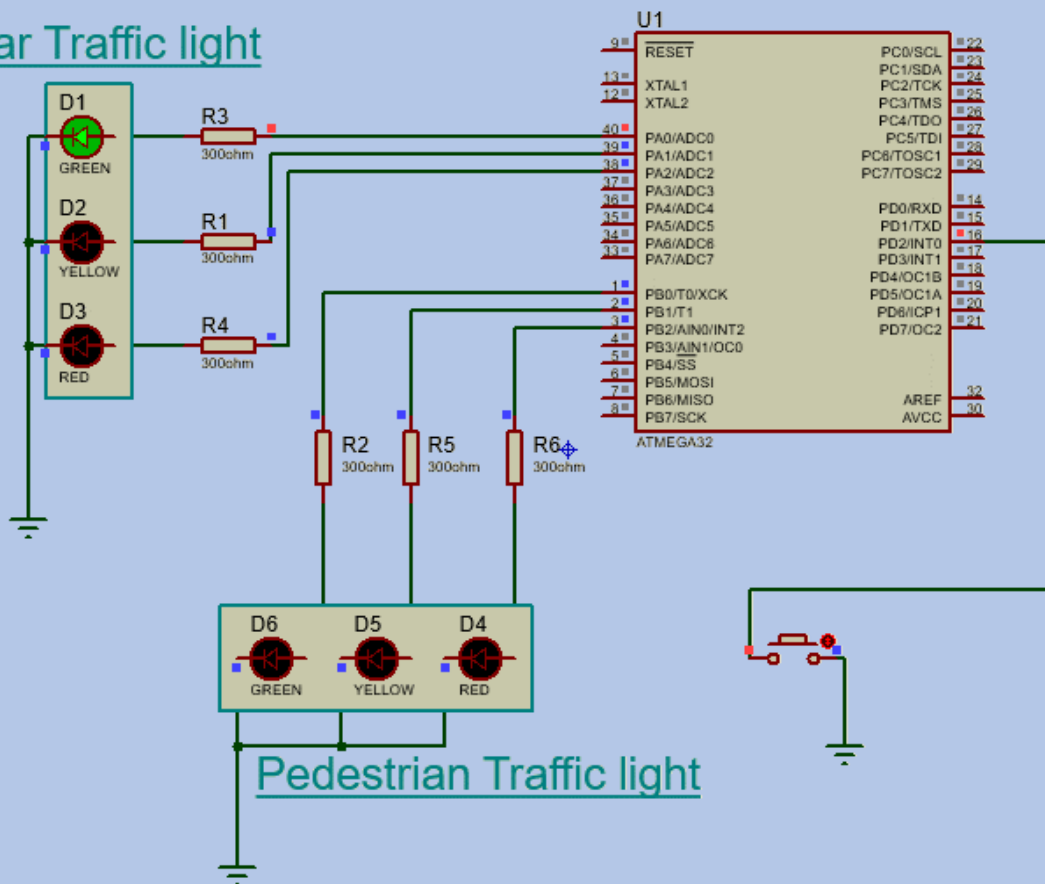 ar Traffic light
D1
GREEN
D2
YELLOW
D3
RED
R3
300ohm
R1
300ohm
R4
300ohm
U1
9
RESET
13
XTAL1
12
XTAL2
40
PA0/ADC0
39
PA1/ADC1
38
PA2/ADC2
37
PA3/ADC3
36
PA4/ADC4
35
PA5/ADC5
34
PA6/ADC6
33
PA7/ADC7
1
PB0/T0/XCK
2
PB1/T1
3
PB2/AIN0/INT2
4
PB3/AIN1/OC0
5
PB4/SS
6
PB5/MOSI
7
PB6/MISO
8
PB7/SCK
PC0/SCL
22
PC1/SDA
23
PC2/TCK
24
PC3/TMS
25
PC4/TDO
26
PC5/TDI
27
PC6/TOSC1
28
PC7/TOSC2
29
PD0/RXD
14
PD1/TXD
15
PD2/INT0
16
PD3/INT1
17
PD4/OC1B
18
PD5/OC1A
19
PD6/ICP1
20
PD7/OC2
21
AREF
32
AVCC
30
ATMEGA32
R2
300ohm
R5
300ohm
R6
300ohm
D6
GREEN
D5
YELLOW
D4
RED
Pedestrian Traffic light